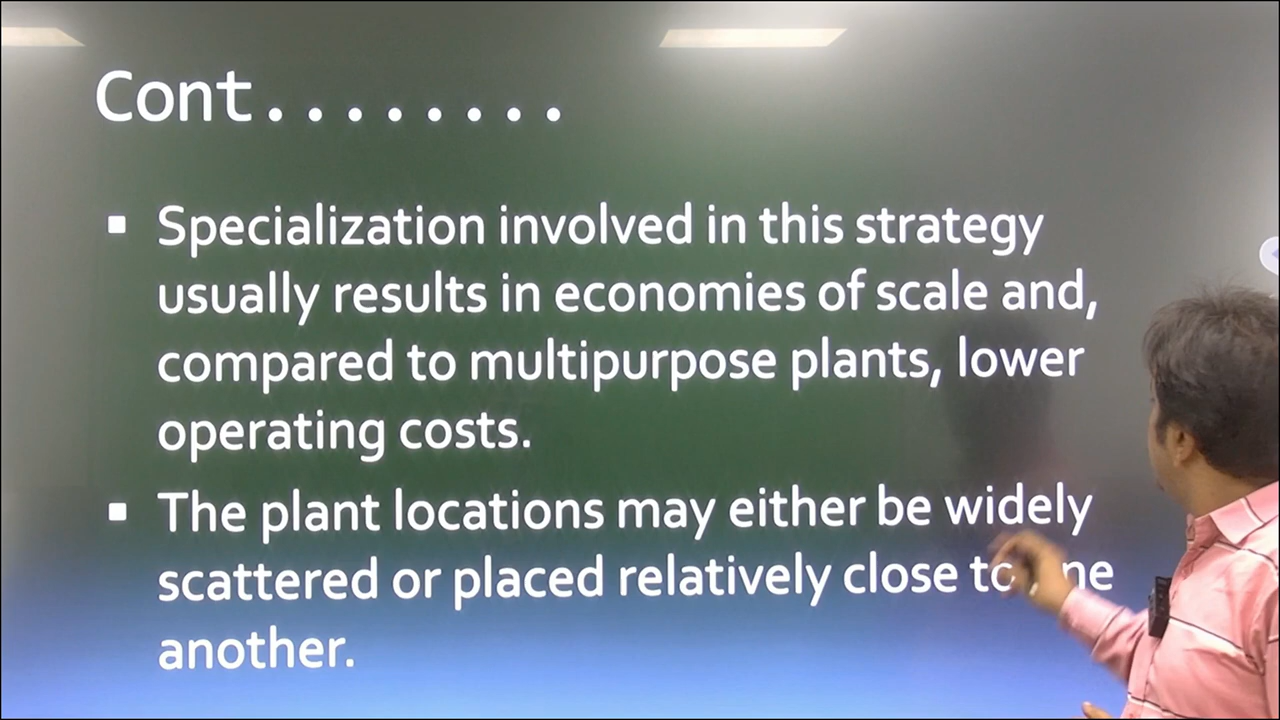 Cont........
▪ Specialization involved in this strategy
usually results in economies of scale and,
compared to multipurpose plants, lower
operating costs.
▪ The plant locations may either be widely
scattered or placed relatively close to
another.